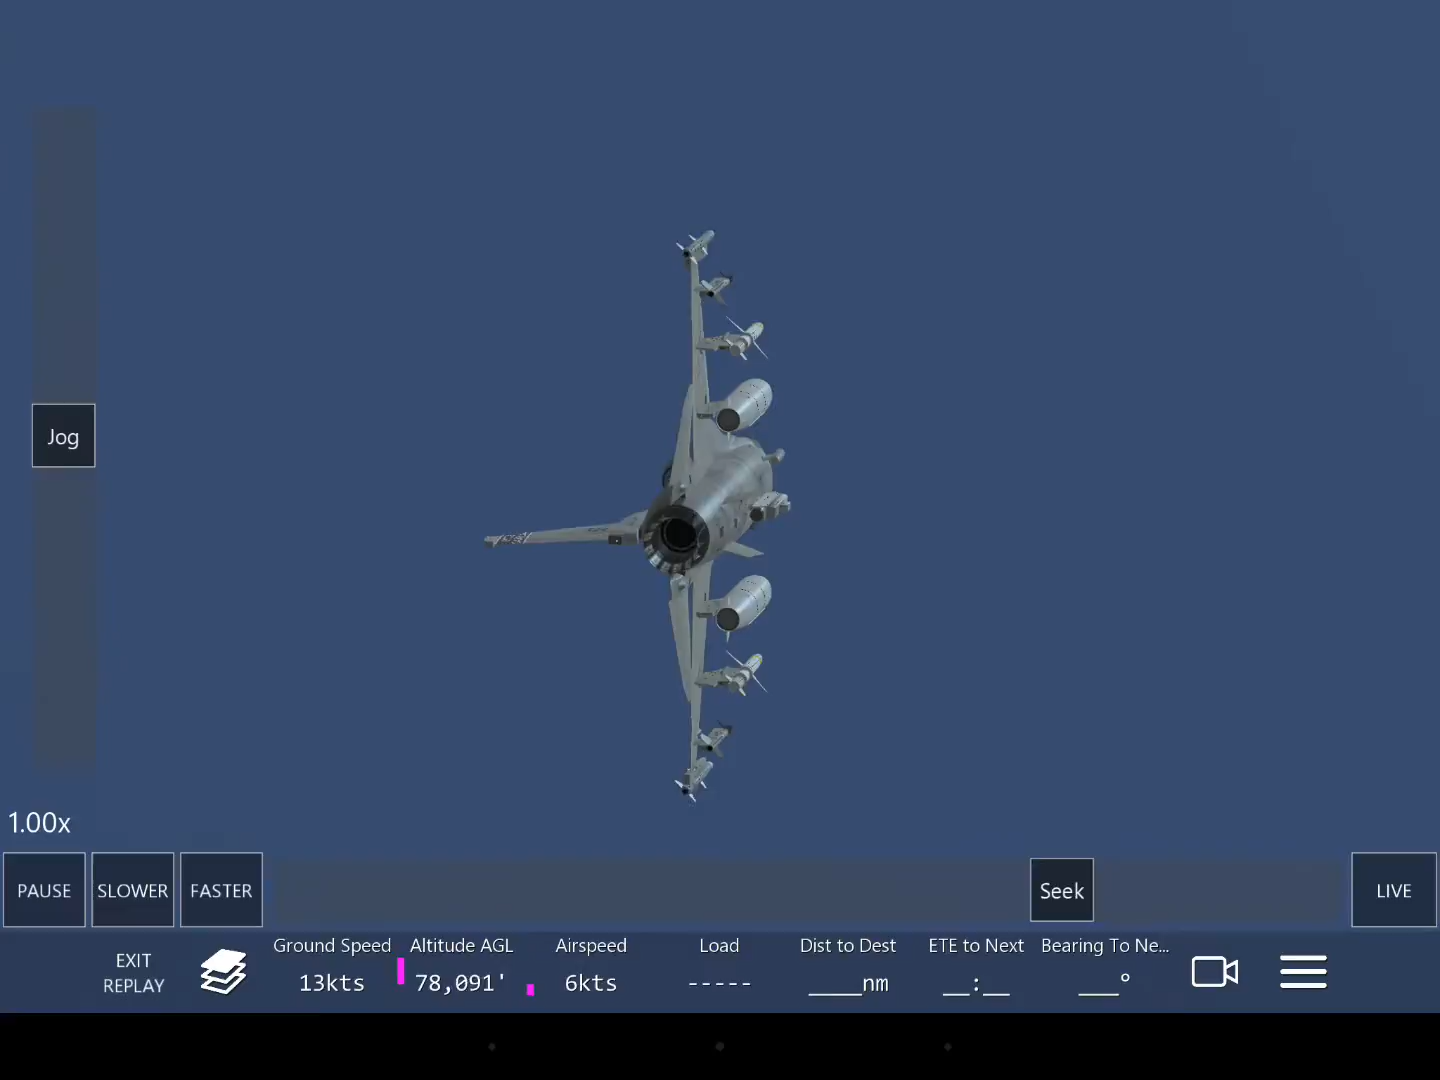 Jog
1.00x
PAUSE
SLOWER
FASTER
Seek
LIVE
EXIT
REPLAY
Ground Speed
13kts
Altitude AGL
78,091'
Airspeed
6kts
Load
-----
Dist to Dest
____nm
ETE to Next
__:__
Bearing To Ne...
___°